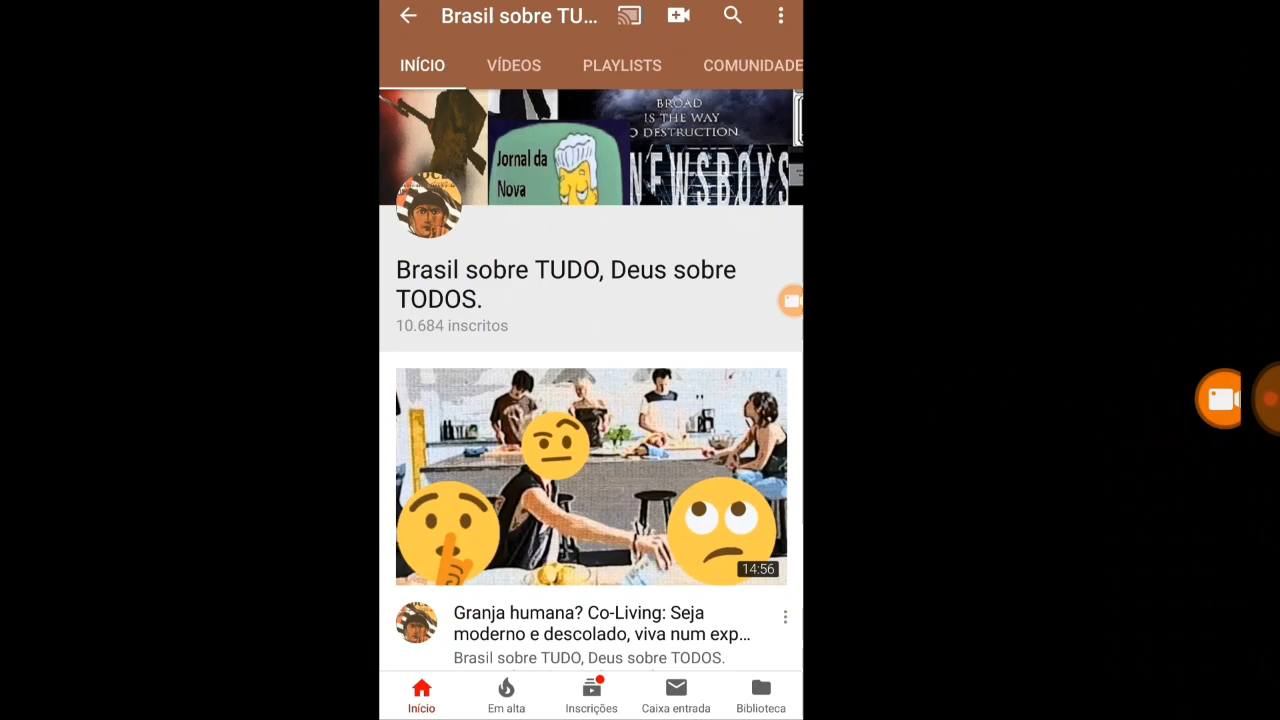 Brasil sobre TU...
INÍCIO VÍDEOS PLAYLISTS COMUNIDADE
BROAD
IS THE WAY
O DESTRUCTION
Jornal da
Nova
NEWSBOYS
Brasil sobre TUDO, Deus sobre
TODOS.
10.684 inscritos
14:56
Granja humana? Co-Living: Seja
moderno e descolado, viva num exp...
Brasil sobre TUDO, Deus sobre TODOS.
Início Em alta Inscrições Caixa entrada Biblioteca